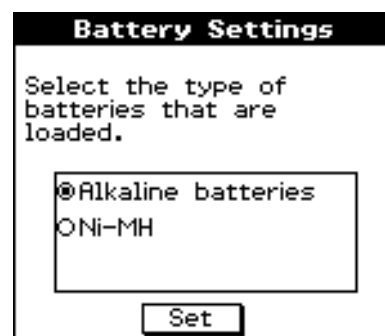 Battery Settings
Select the type of
batteries that are
loaded.
Alkaline batteries
Ni-MH
Set